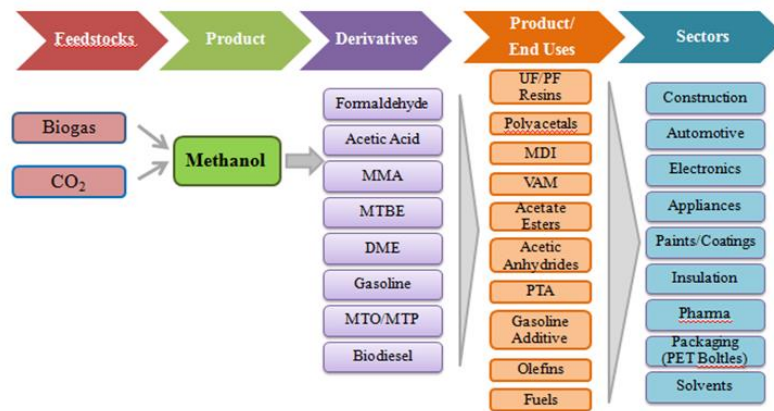 Feedstocks
Product
Derivatives
Product/
End Uses
Sectors
Biogas
CO₂
Methanol
Formaldehyde
Acetic Acid
MMA
MTBE
DME
Gasoline
MTO/MTP
Biodiesel
UF/PF
Resins
Polyacetals
MDI
VAM
Acetate
Esters
Acetic
Anhydrides
PTA
Gasoline
Additive
Olefins
Fuels
Construction
Automotive
Electronics
Appliances
Paints/Coatings
Insulation
Pharma
Packaging
(PET Boltles)
Solvents